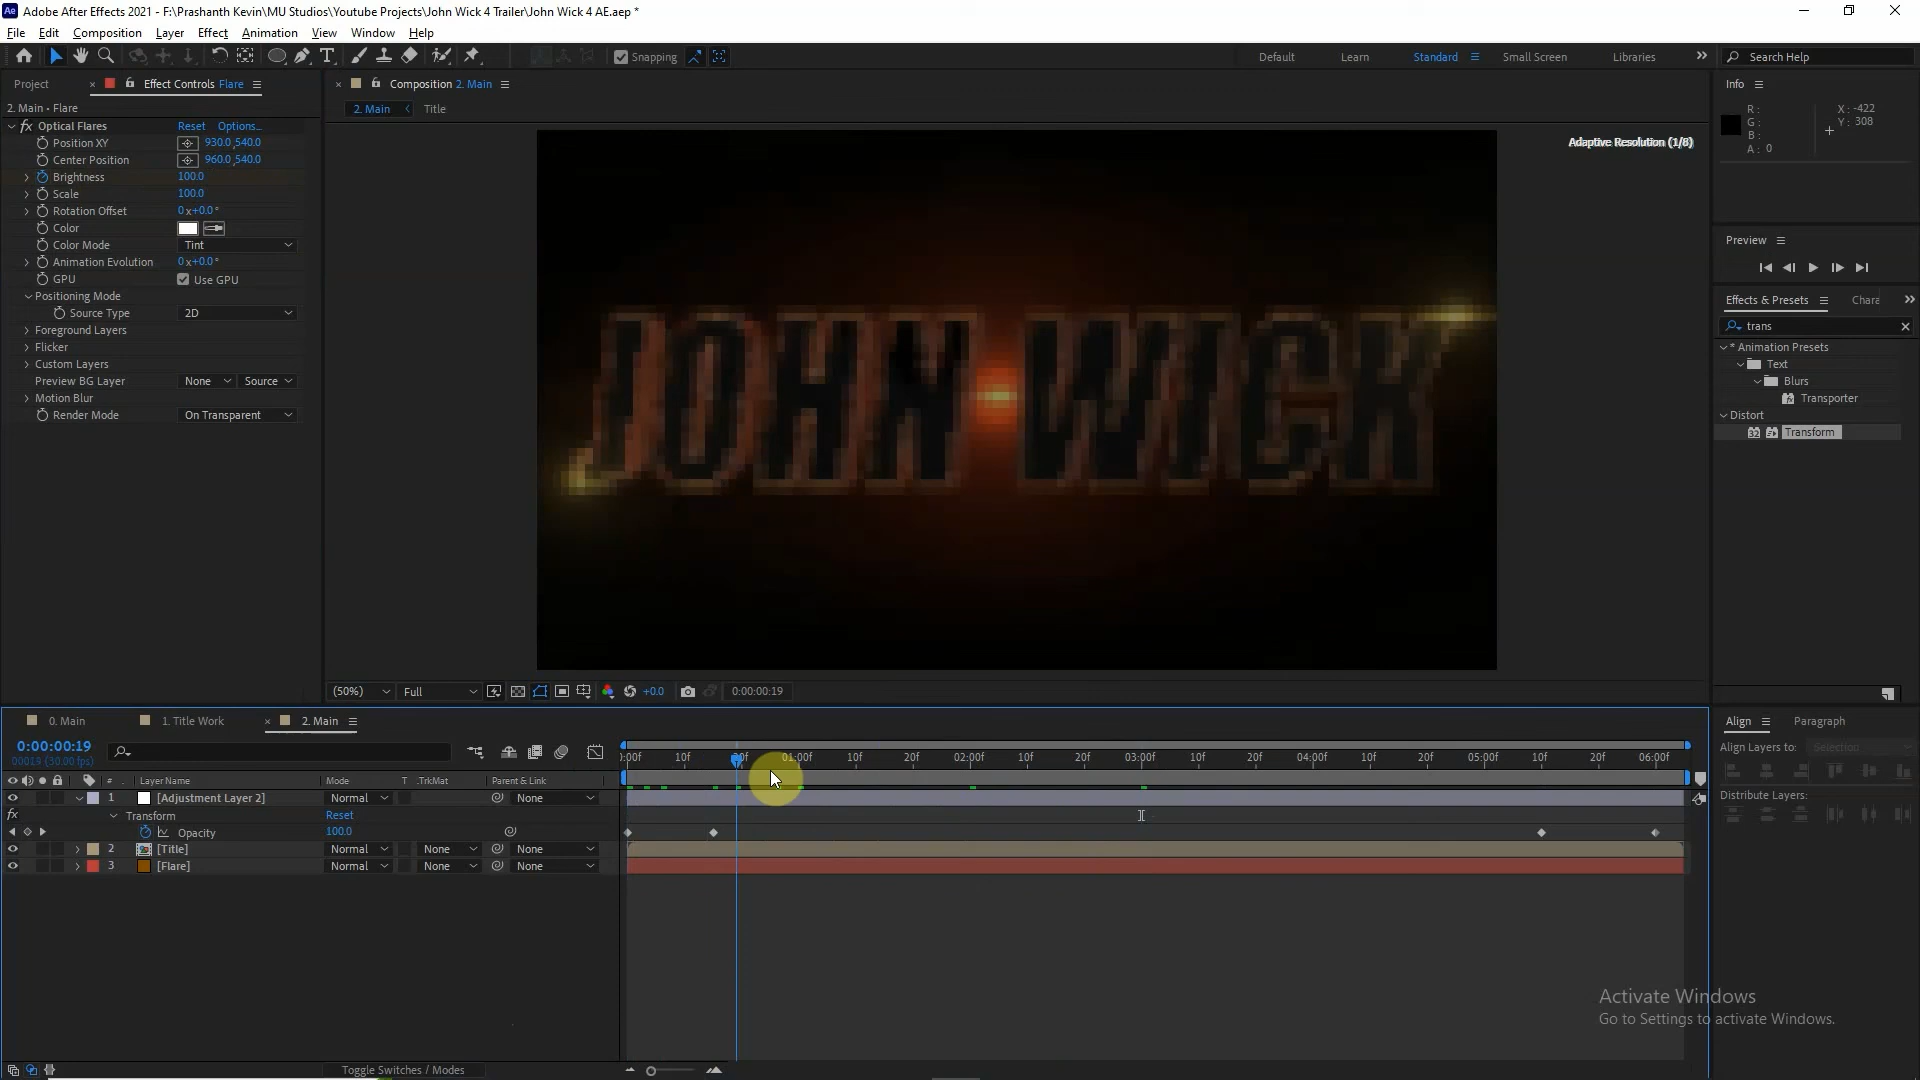 Adobe After Effects 2021 - F:\Prashanth Kevin\MU Studios\Youtube Projects\John Wick 4 Trailer\John Wick 4 AE.aep *
File Edit Composition Layer Effect Animation View Window Help
Snapping
Default Learn Standard Small Screen Libraries Search Help
Project Effect Controls Flare
2. Main • Flare
fx Optical Flares Reset Options...
Position XY 930.0,540.0
Center Position 960.0,540.0
Brightness 100.0
Scale 100.0
Rotation Offset 0x+0.0°
Color
Color Mode Tint
Animation Evolution 0x+0.0°
GPU Use GPU
Positioning Mode
Source Type 2D
Foreground Layers
Flicker
Custom Layers
Preview BG Layer None Source
Motion Blur
Render Mode On Transparent
Composition 2. Main
2. Main Title
Adaptive Resolution (1/8)
JOHN WICK
(50%) Full +0.0 0:00:00:19
Info
R: X: -422
G: Y: 308
B:
A: 0
Preview
Effects & Presets Chara
trans
* Animation Presets
Text
Blurs
Transporter
Distort
Transform
0. Main 1. Title Work 2. Main
0:00:00:19
00019 (30.00 fps)
:00f 10f 20f 01:00f 10f 20f 02:00f 10f 20f 03:00f 10f 20f 04:00f 10f 20f 05:00f 10f 20f 06:00f
# Layer Name Mode T .TrkMat Parent & Link
1 [Adjustment Layer 2] Normal None
fx Transform Reset
Opacity 100.0
2 [Title] Normal None None
3 [Flare] Normal None None
Toggle Switches / Modes
Align Paragraph
Align Layers to: Selection
Distribute Layers:
Activate Windows
Go to Settings to activate Windows.